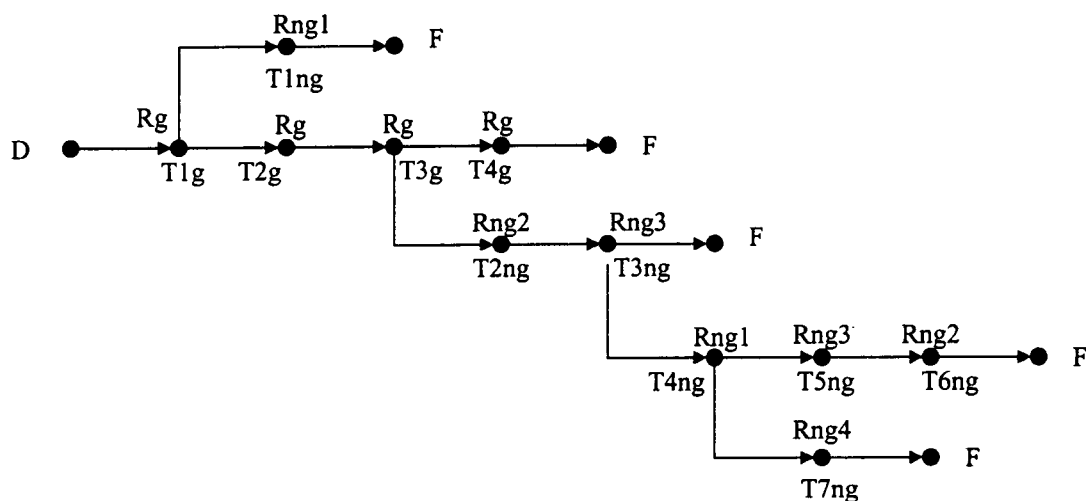 Rng1 F
T1ng
D Rg Rg Rg Rg F
T1g T2g T3g T4g
Rng2 Rng3 F
T2ng T3ng
Rng1 Rng3 Rng2 F
T4ng T5ng T6ng
Rng4 F
T7ng